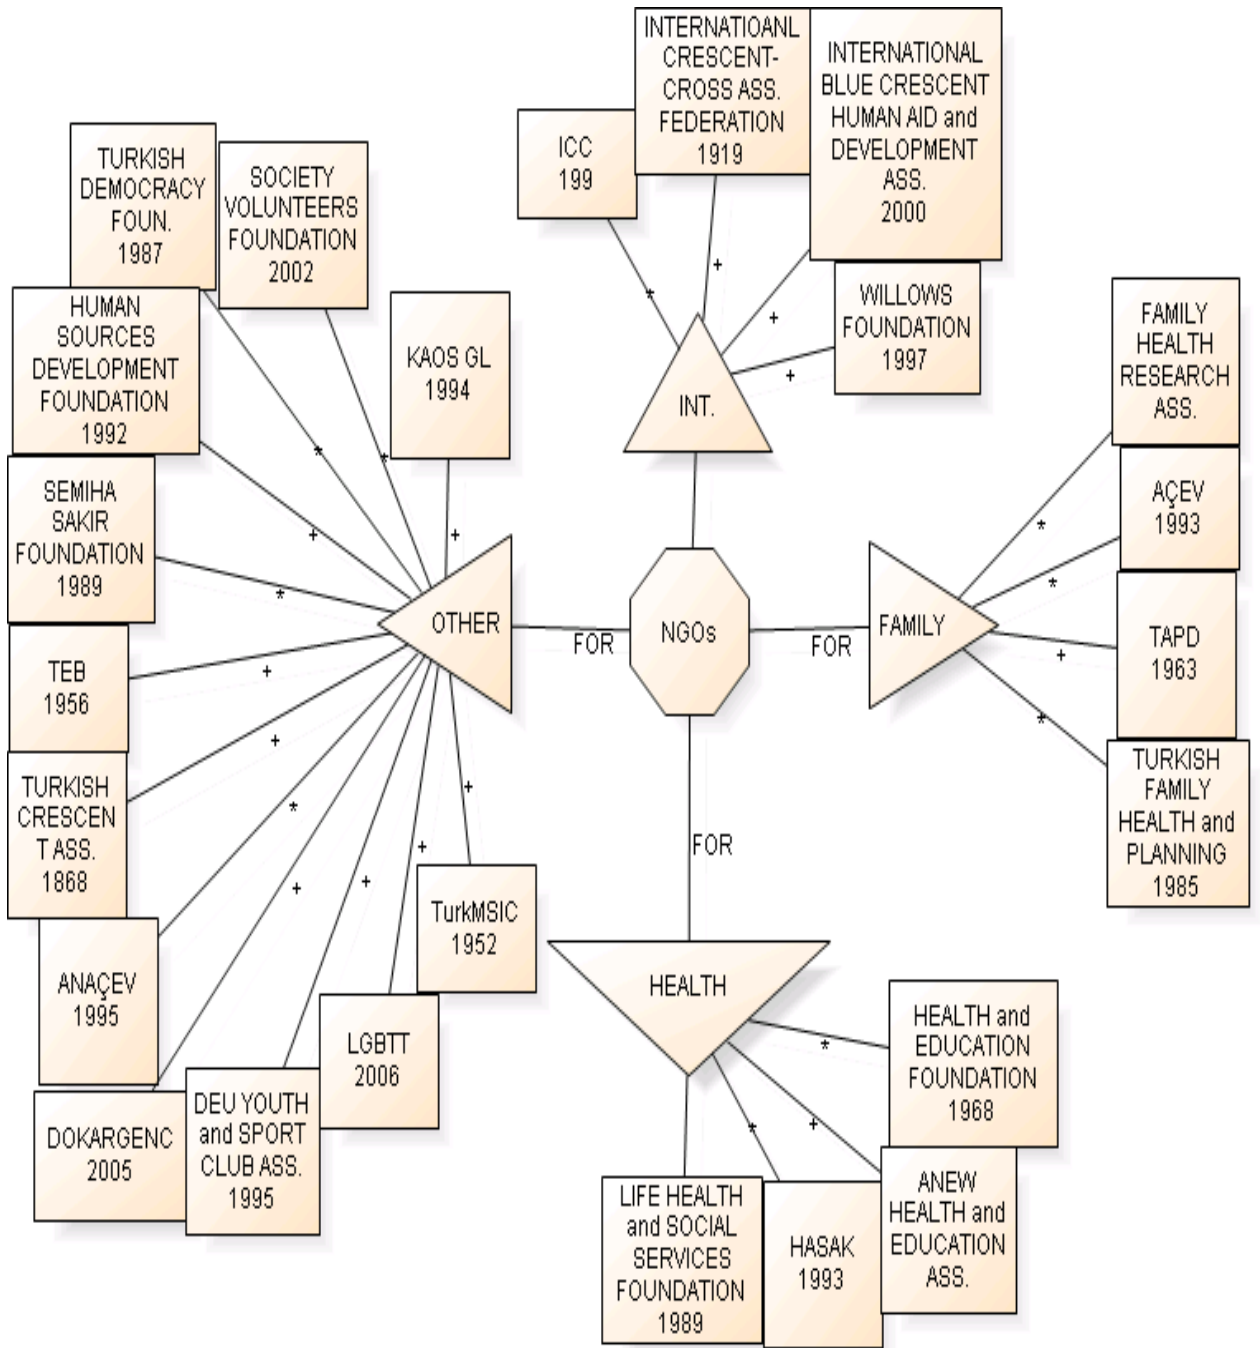 INTERNATIOANL
CRESCENT-
CROSS ASS.
FEDERATION
1919
INTERNATIONAL
BLUE CRESCENT
HUMAN AID and
DEVELOPMENT
ASS.
2000
ICC
199
WILLOWS
FOUNDATION
1997
INT.
TURKISH
DEMOCRACY
FOUN.
1987
SOCIETY
VOLUNTEERS
FOUNDATION
2002
HUMAN
SOURCES
DEVELOPMENT
FOUNDATION
1992
KAOS GL
1994
SEMIHA
SAKIR
FOUNDATION
1989
TEB
1956
TURKISH
CRESCEN
T ASS.
1868
ANAÇEV
1995
DOKARGENC
2005
DEU YOUTH
and SPORT
CLUB ASS.
1995
LGBTT
2006
TurkMSIC
1952
OTHER
FOR
NGOs
FOR
FAMILY
FAMILY
HEALTH
RESEARCH
ASS.
AÇEV
1993
TAPD
1963
TURKISH
FAMILY
HEALTH and
PLANNING
1985
FOR
HEALTH
HEALTH and
EDUCATION
FOUNDATION
1968
ANEW
HEALTH and
EDUCATION
ASS.
HASAK
1993
LIFE HEALTH
and SOCIAL
SERVICES
FOUNDATION
1989